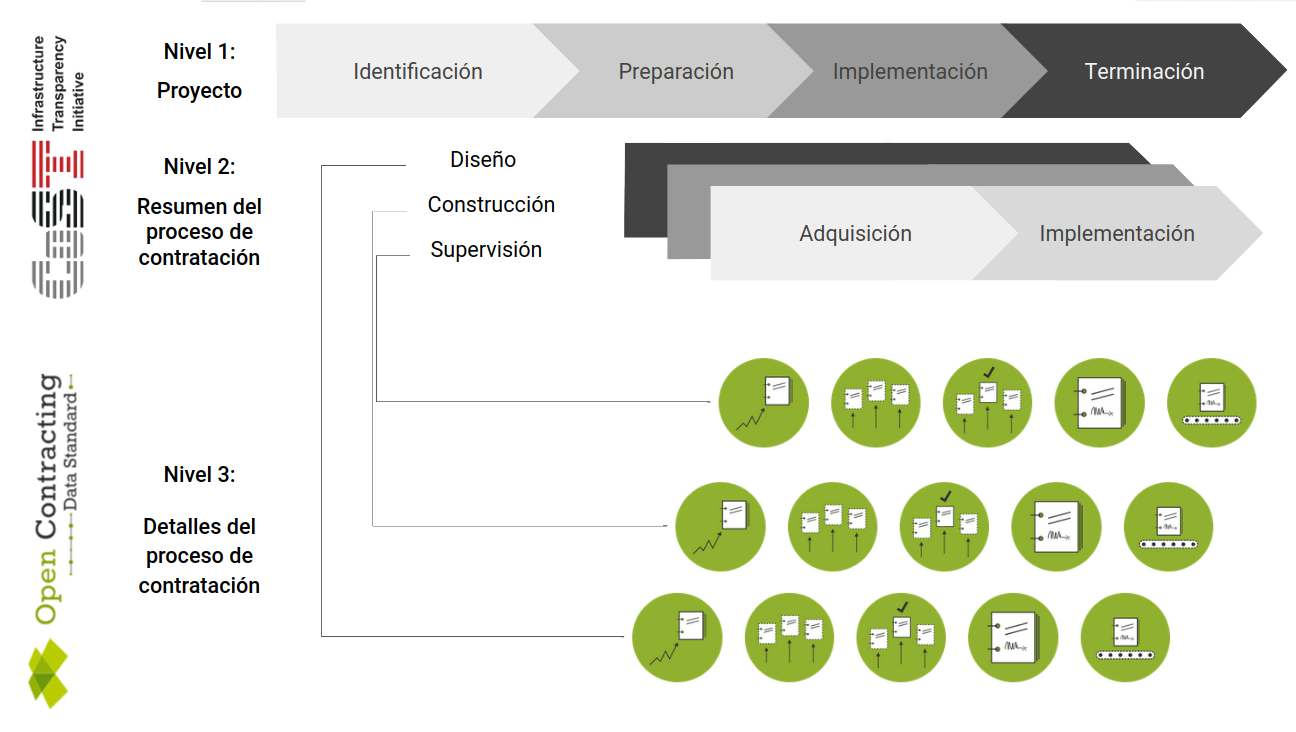 Infrastructure
Transparency
Initiative
CoST
Nivel 1:
Proyecto
Identificación
Preparación
Implementación
Terminación
Nivel 2:
Resumen del
proceso de
contratación
Diseño
Construcción
Supervisión
Adquisición
Implementación
Open Contracting
Data Standard
Nivel 3:
Detalles del
proceso de
contratación